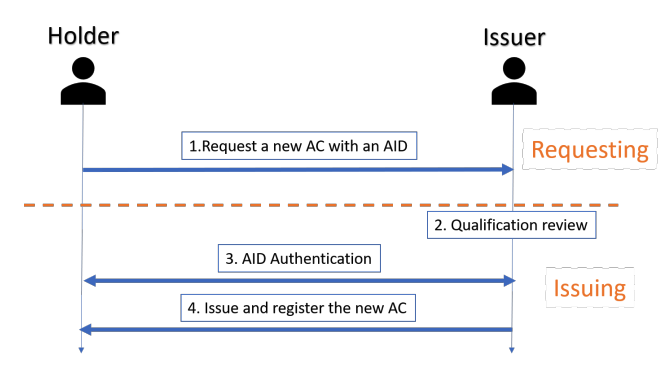 Holder
Issuer
1.Request a new AC with an AID
Requesting
2. Qualification review
3. AID Authentication
Issuing
4. Issue and register the new AC